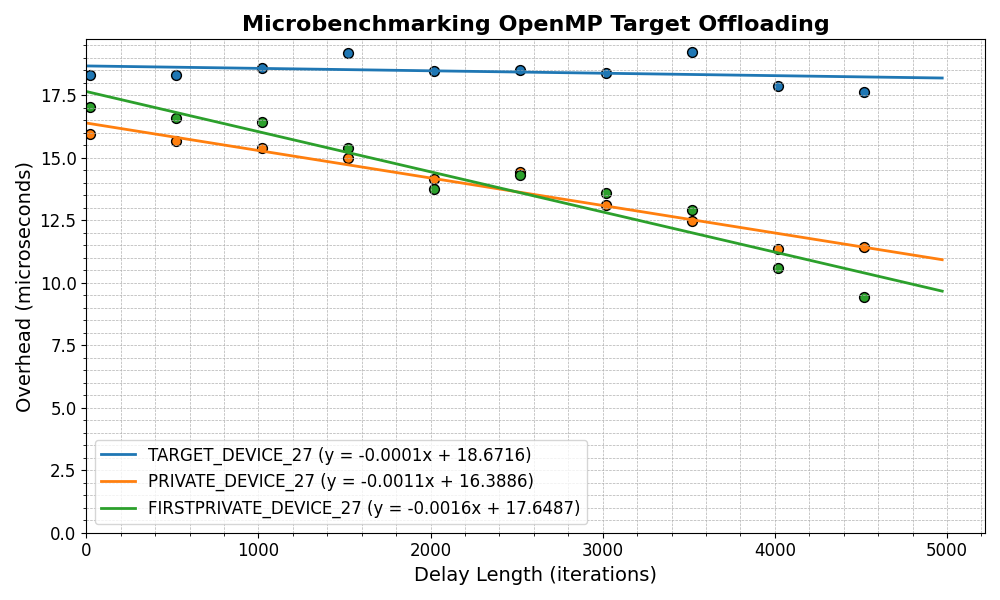 Microbenchmarking OpenMP Target Offloading
Overhead (microseconds)
17.5
15.0
12.5
10.0
7.5
5.0
2.5
0.0
TARGET_DEVICE_27 (y = -0.0001x + 18.6716)
PRIVATE_DEVICE_27 (y = -0.0011x + 16.3886)
FIRSTPRIVATE_DEVICE_27 (y = -0.0016x + 17.6487)
0 1000 2000 3000 4000 5000
Delay Length (iterations)